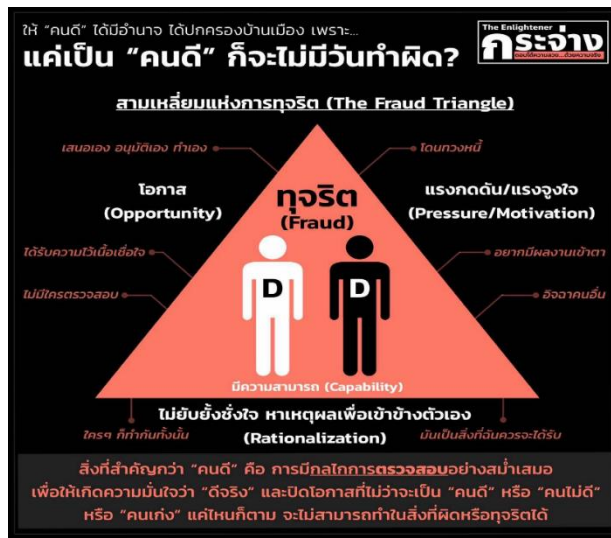 ให้ “คนดี” ได้มีอำนาจ ได้ปกครองบ้านเมือง เพราะ...
แค่เป็น “คนดี” ก็จะไม่มีวันทำผิด?
The Enlightener
กระจ่าง
สามเหลี่ยมแห่งการทุจริต (The Fraud Triangle)
เสนอเอง อนุมัติเอง ทำเอง
โดนทวงหนี้
โอกาส
(Opportunity)
ทุจริต
(Fraud)
แรงกดดัน/แรงจูงใจ
(Pressure/Motivation)
ได้รับความไว้เนื้อเชื่อใจ
อยากมีผลงานเข้าตา
ไม่มีใครตรวจสอบ
อิจฉาคนอื่น
D D
มีความสามารถ (Capability)
ไม่ยับยั้งชั่งใจ หาเหตุผลเพื่อเข้าข้างตัวเอง
(Rationalization)
ใครๆ ก็ทำกันทั้งนั้น
มันเป็นสิ่งที่ฉันควรจะได้รับ
สิ่งที่สำคัญกว่า “คนดี” คือ การมีกลไกการตรวจสอบอย่างสม่ำเสมอ
เพื่อให้เกิดความมั่นใจว่า “ดีจริง” และปิดโอกาสที่ไม่ว่าจะเป็น “คนดี” หรือ “คนไม่ดี”
หรือ “คนเก่ง” แค่ไหนก็ตาม จะไม่สามารถทำในสิ่งที่ผิดหรือทุจริตได้